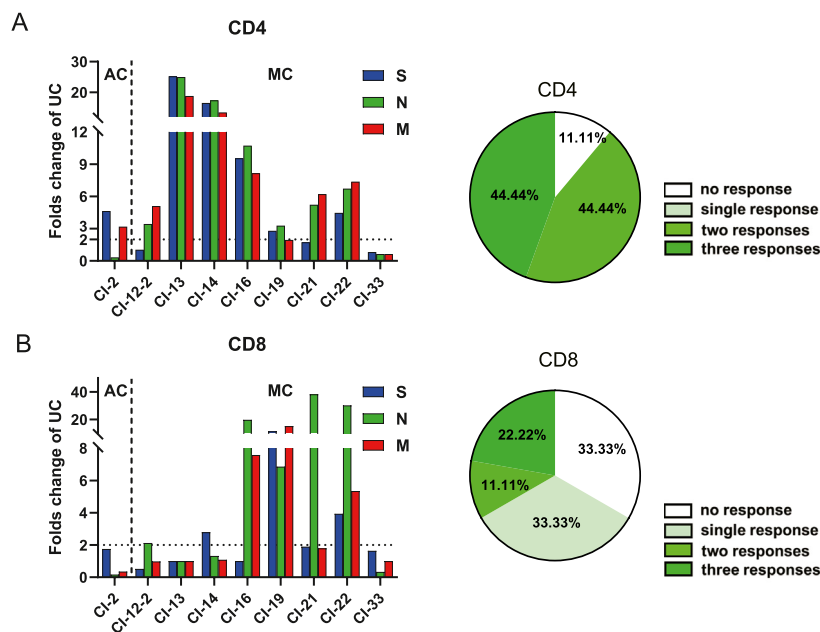 A
CD4
Folds change of UC
30
20
12
9
6
3
2
0
AC
MC
S
N
M
CI-2
CI-12-2
CI-13
CI-14
CI-16
CI-19
CI-21
CI-22
CI-33
CD4
11.11%
44.44%
44.44%
no response
single response
two responses
three responses
B
CD8
Folds change of UC
40
20
8
6
4
2
0
AC
MC
S
N
M
CI-2
CI-12-2
CI-13
CI-14
CI-16
CI-19
CI-21
CI-22
CI-33
CD8
22.22%
33.33%
11.11%
33.33%
no response
single response
two responses
three responses